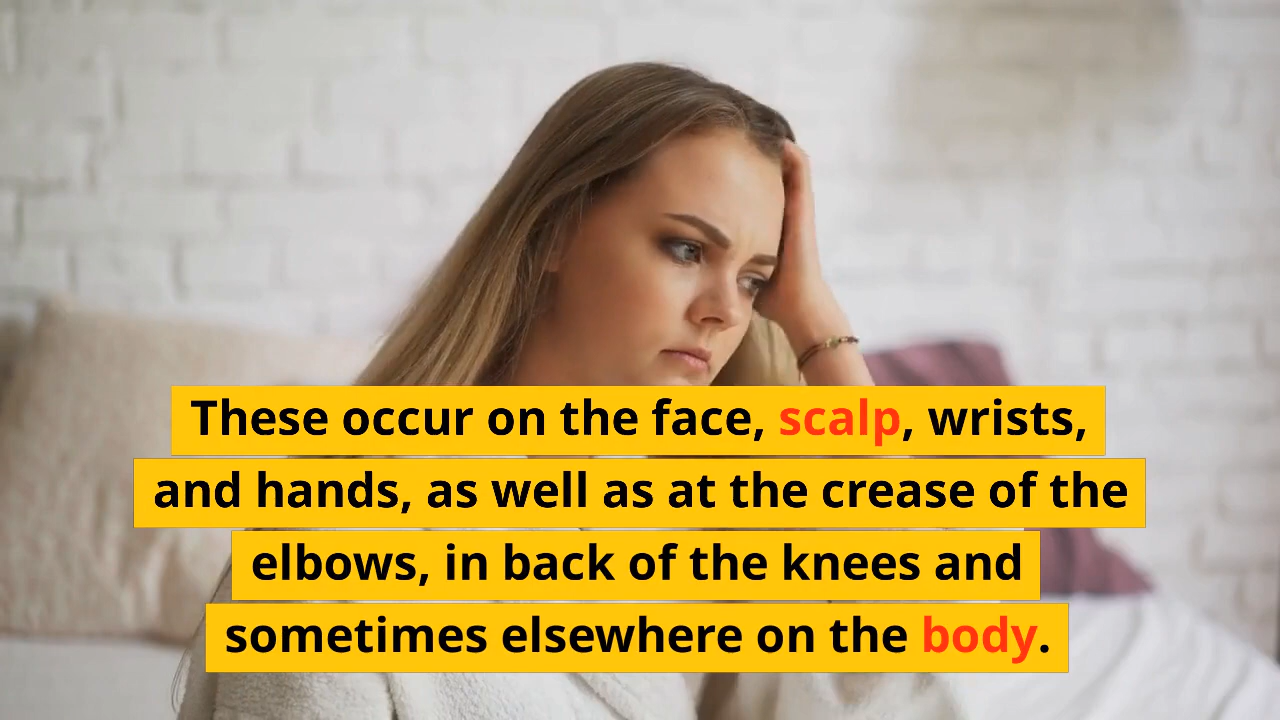 These occur on the face, scalp, wrists,
and hands, as well as at the crease of the
elbows, in back of the knees and
sometimes elsewhere on the body.